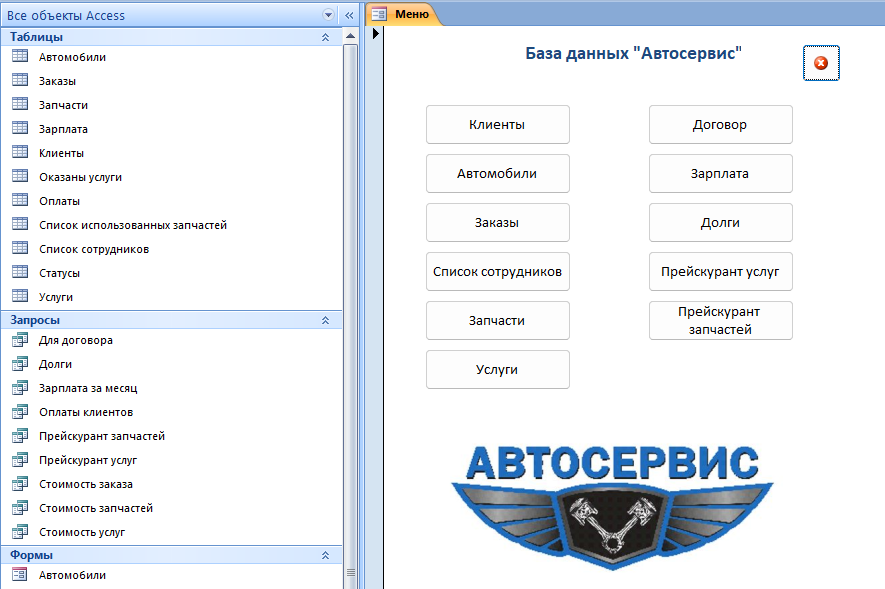 Все объекты Access
Таблицы
Автомобили
Заказы
Запчасти
Зарплата
Клиенты
Оказаны услуги
Оплаты
Список использованных запчастей
Список сотрудников
Статусы
Услуги
Запросы
Для договора
Долги
Зарплата за месяц
Оплаты клиентов
Прейскурант запчастей
Прейскурант услуг
Стоимость заказа
Стоимость запчастей
Стоимость услуг
Формы
Автомобили
Меню
База данных "Автосервис"
Клиенты
Автомобили
Заказы
Список сотрудников
Запчасти
Услуги
Договор
Зарплата
Долги
Прейскурант услуг
Прейскурант
запчастей
АВТОСЕРВИС